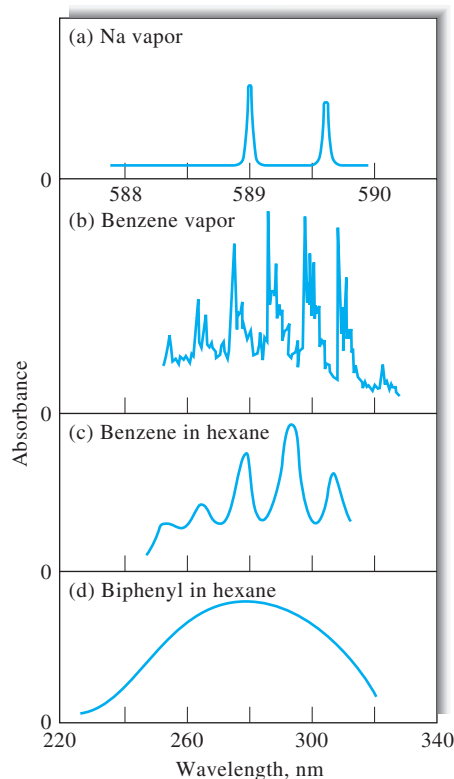 (a) Na vapor
0
588 589 590
(b) Benzene vapor
Absorbance
0
(c) Benzene in hexane
0
(d) Biphenyl in hexane
0
220 260 300 340
Wavelength, nm